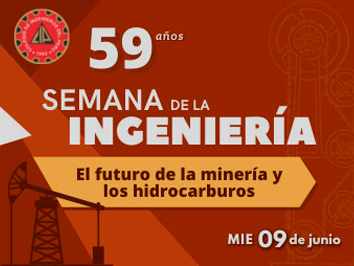 59 años
SEMANA DE LA
INGENIERÍA
El futuro de la minería y
los hidrocarburos
MIE 09 de junio